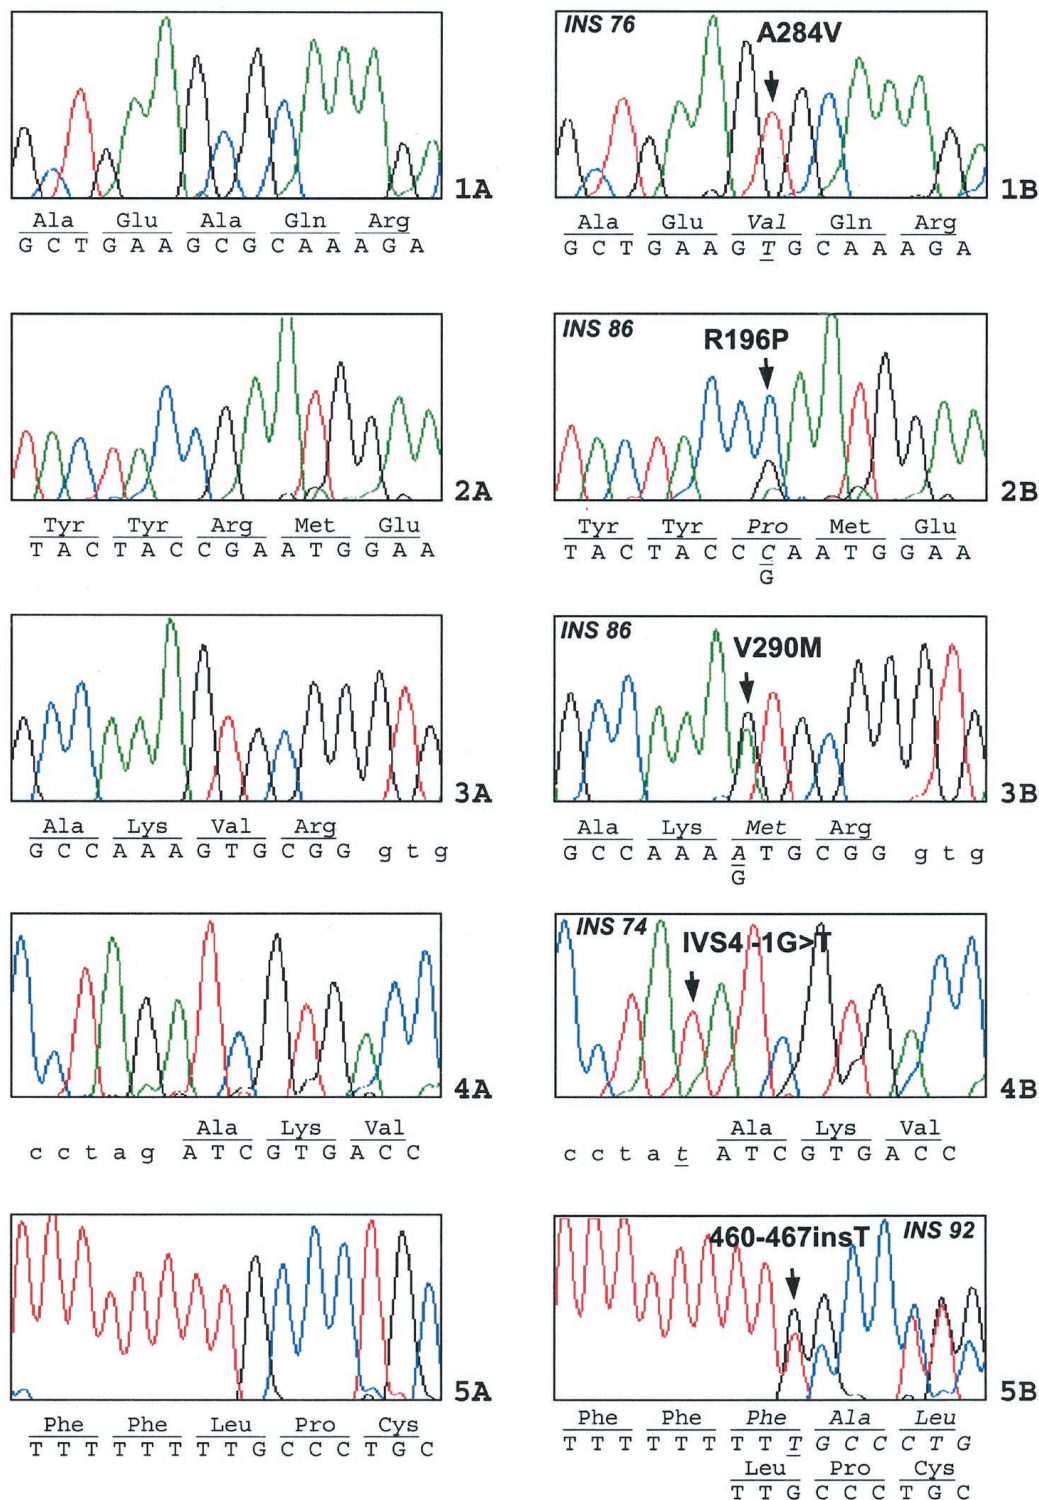 INS 76
A284V
1A
1B
Ala Glu Ala Gln Arg
G C T G A A G C G C A A A G A
Ala Glu Val Gln Arg
G C T G A A G T G C A A A G A
INS 86
R196P
2A
2B
Tyr Tyr Arg Met Glu
T A C T A C C G A A T G G A A
Tyr Tyr Pro Met Glu
T A C T A C C C A A T G G A A
G
INS 86
V290M
3A
3B
Ala Lys Val Arg
G C C A A A G T G C G G g t g
Ala Lys Met Arg
G C C A A A A T G C G G g t g
G
INS 74
IVS4 -1G>T
4A
4B
Ala Lys Val
c c t a g A T C G T G A C C
Ala Lys Val
c c t a t A T C G T G A C C
460-467insT
INS 92
5A
5B
Phe Phe Leu Pro Cys
T T T T T T T T G C C C T G C
Phe Phe Phe Ala Leu
T T T T T T T T T G C C C T G
Leu Pro Cys
T T G C C C T G C